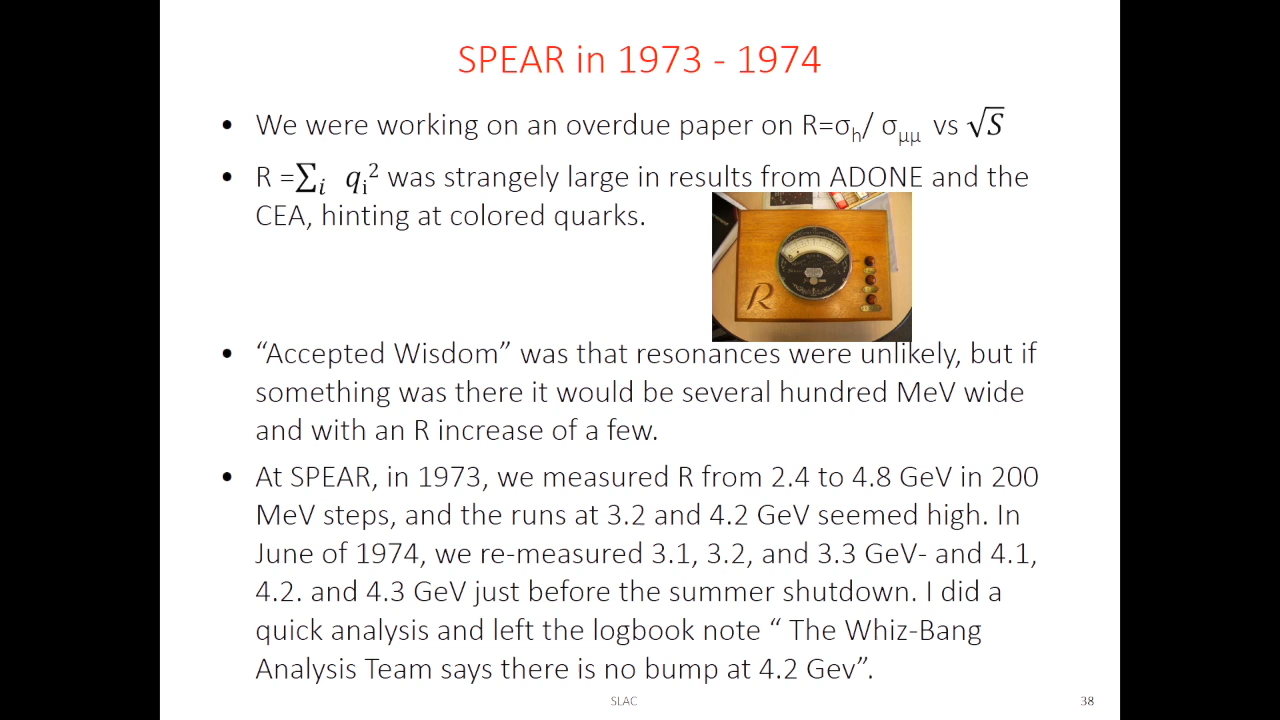 SPEAR in 1973 - 1974
• We were working on an overdue paper on R=σh/ σμμ vs √S
• R =∑i qi² was strangely large in results from ADONE and the
CEA, hinting at colored quarks.
R
• “Accepted Wisdom” was that resonances were unlikely, but if
something was there it would be several hundred MeV wide
and with an R increase of a few.
• At SPEAR, in 1973, we measured R from 2.4 to 4.8 GeV in 200
MeV steps, and the runs at 3.2 and 4.2 GeV seemed high. In
June of 1974, we re-measured 3.1, 3.2, and 3.3 GeV- and 4.1,
4.2. and 4.3 GeV just before the summer shutdown. I did a
quick analysis and left the logbook note “ The Whiz-Bang
Analysis Team says there is no bump at 4.2 Gev”.
SLAC
38